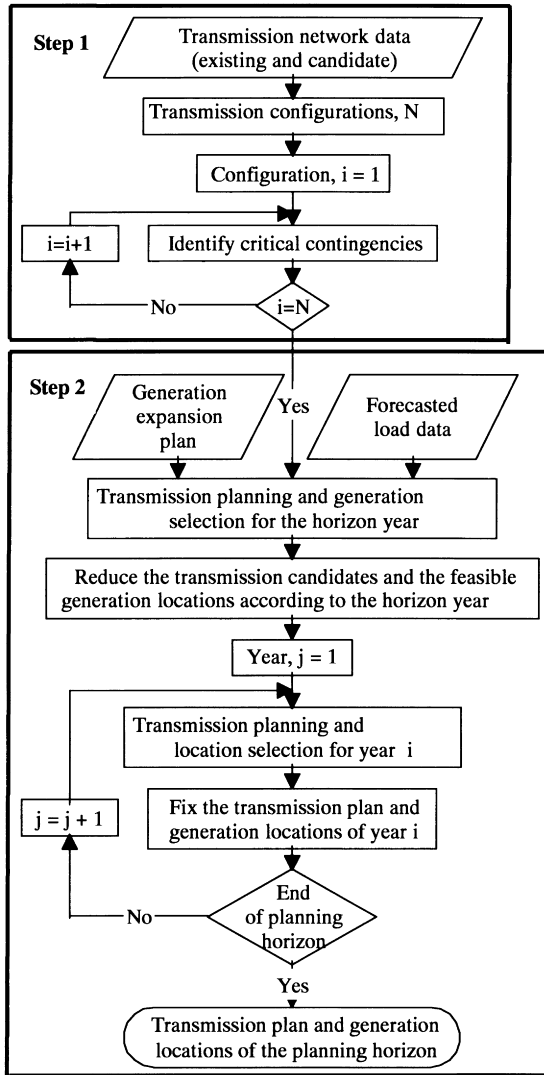 Step 1
Transmission network data
(existing and candidate)
Transmission configurations, N
Configuration, i = 1
i=i+1
Identify critical contingencies
No
i=N
Step 2
Generation
expansion
plan
Yes
Forecasted
load data
Transmission planning and generation
selection for the horizon year
Reduce the transmission candidates and the feasible
generation locations according to the horizon year
Year, j = 1
Transmission planning and
location selection for year i
j = j + 1
Fix the transmission plan and
generation locations of year i
End
of planning
horizon
No
Yes
Transmission plan and generation
locations of the planning horizon